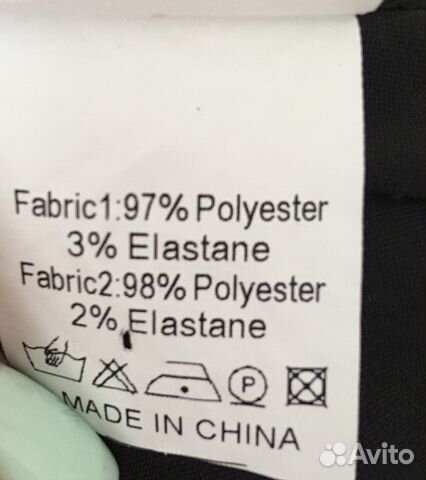 Fabric1:97% Polyester
3% Elastane
Fabric2:98% Polyester
2% Elastane
P
MADE IN CHINA
Avito